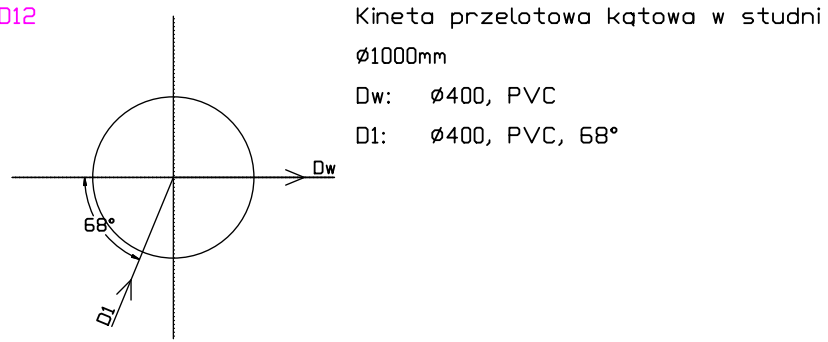 D12
Kineta przelotowa kątowa w studni
Ø1000mm
Dw: Ø400, PVC
D1: Ø400, PVC, 68°
Dw
68°
D1